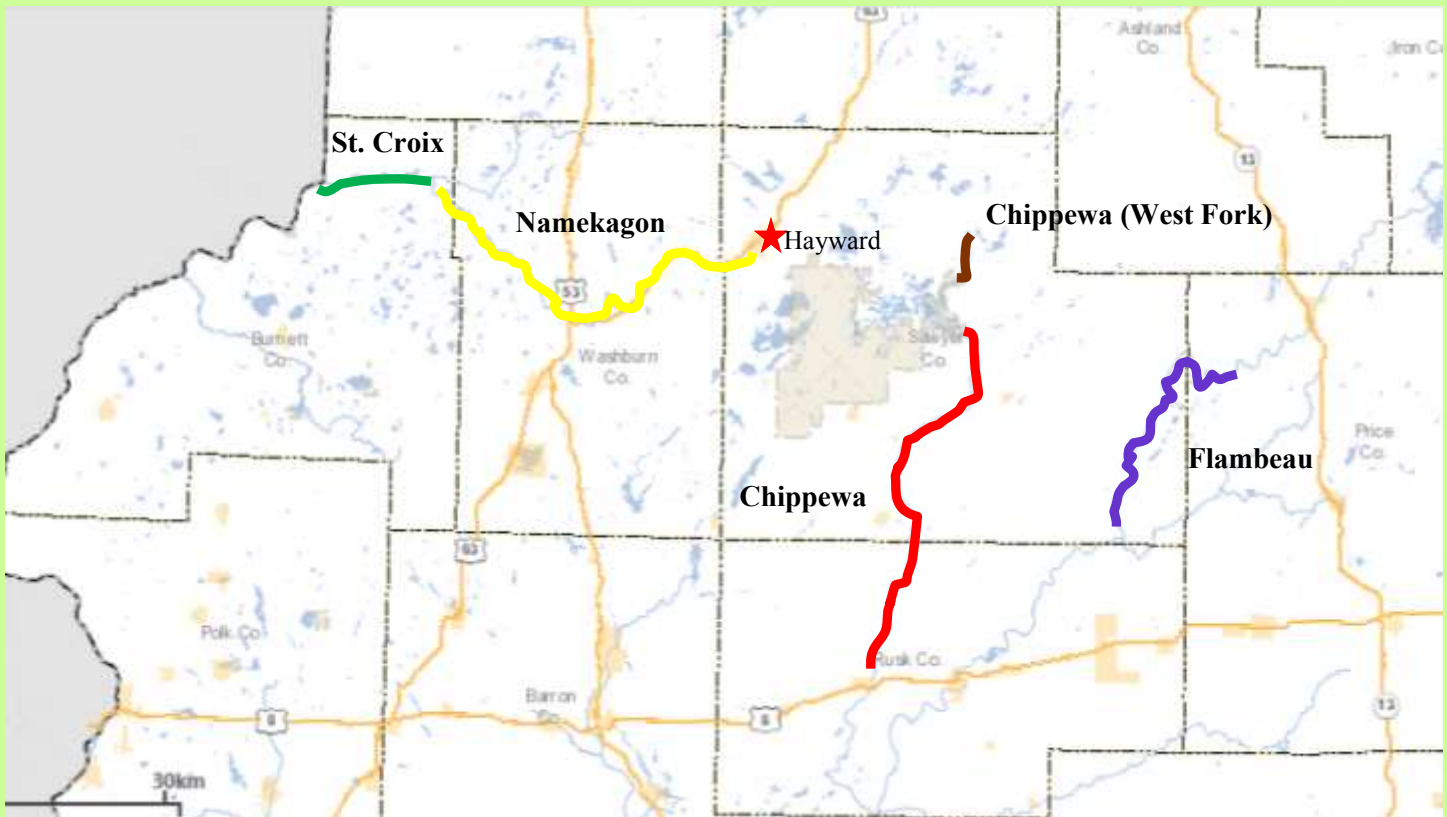 63
Ashland
Co.
Iron Co
St. Croix
13
Namekagon
Chippewa (West Fork)
Hayward
53
Burnett
Co.
Washburn
Co.
Sawyer
Co.
Price
Co.
Flambeau
Chippewa
63
Polk Co.
Rusk Co.
Barron
Co.
8
8
13
30km